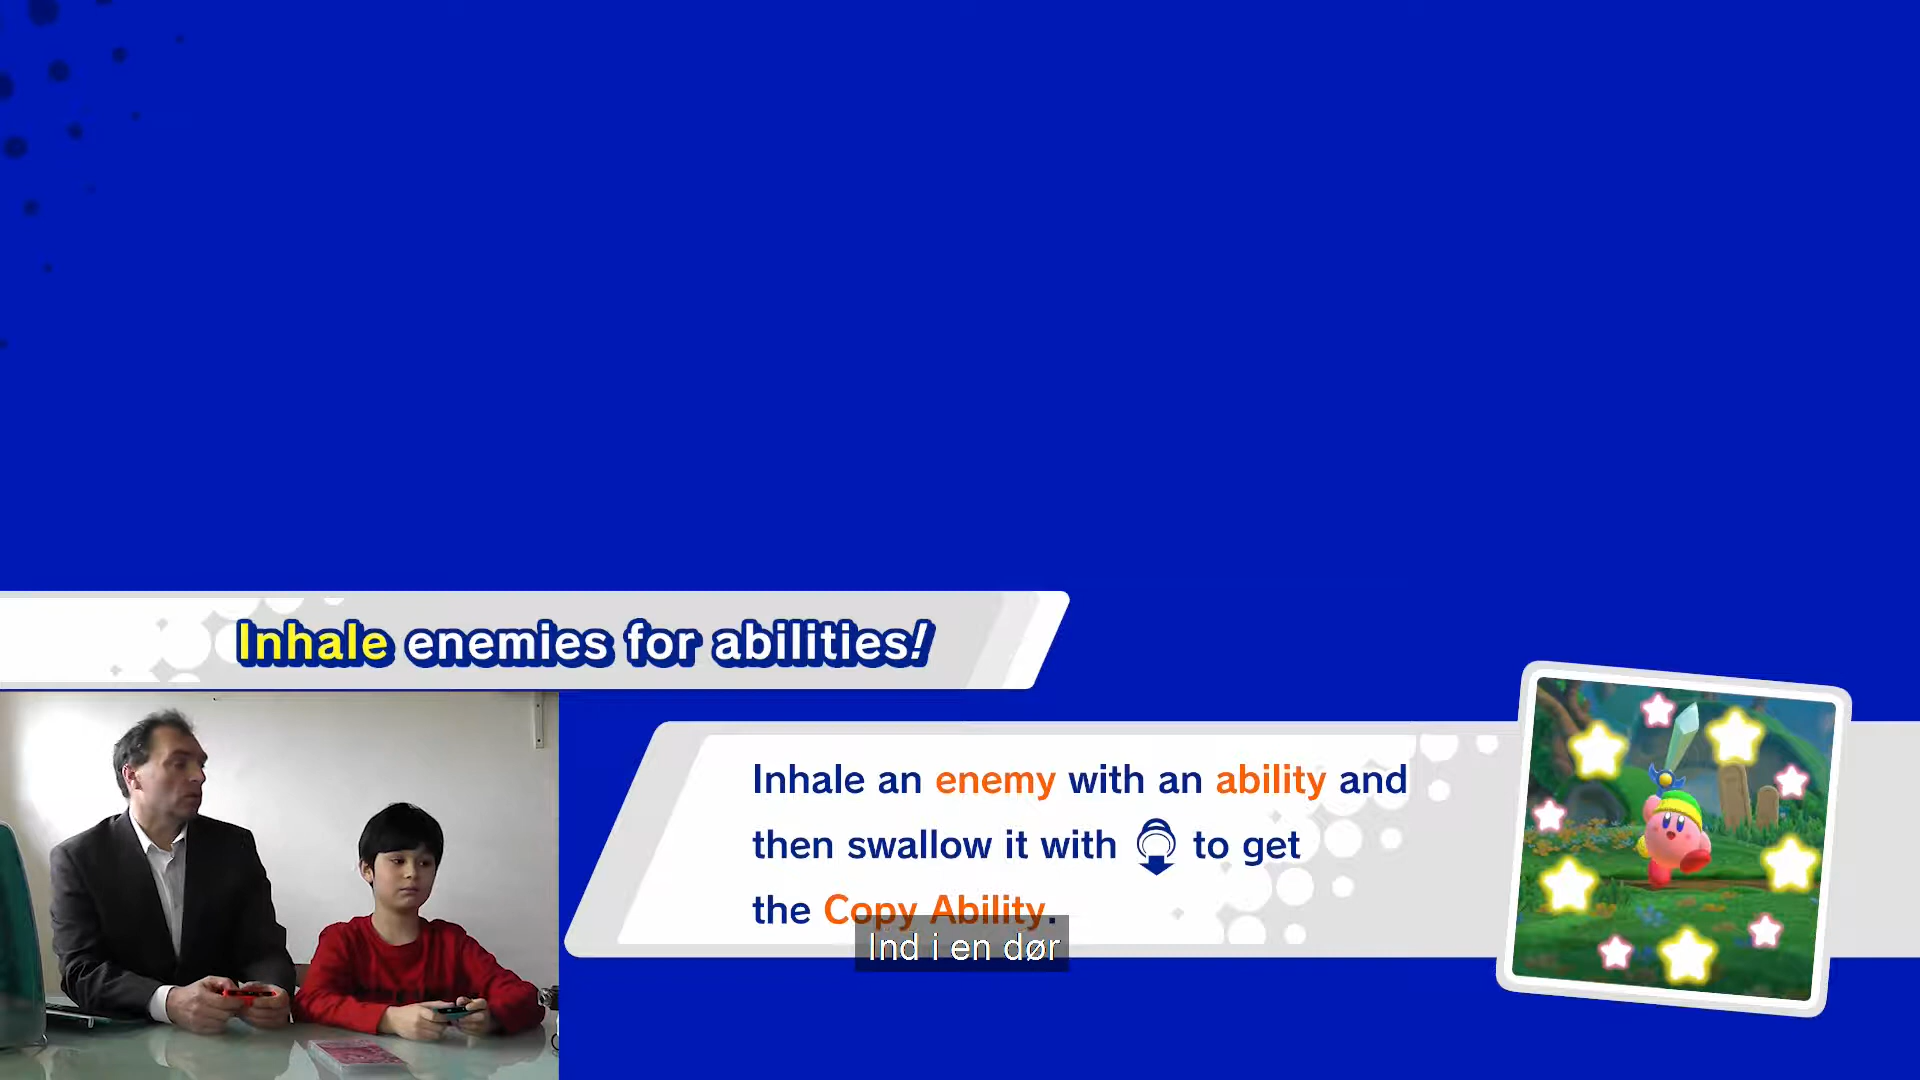 Inhale enemies for abilities!
Inhale an enemy with an ability and
then swallow it with to get
the Copy Ability.
Ind i en dør